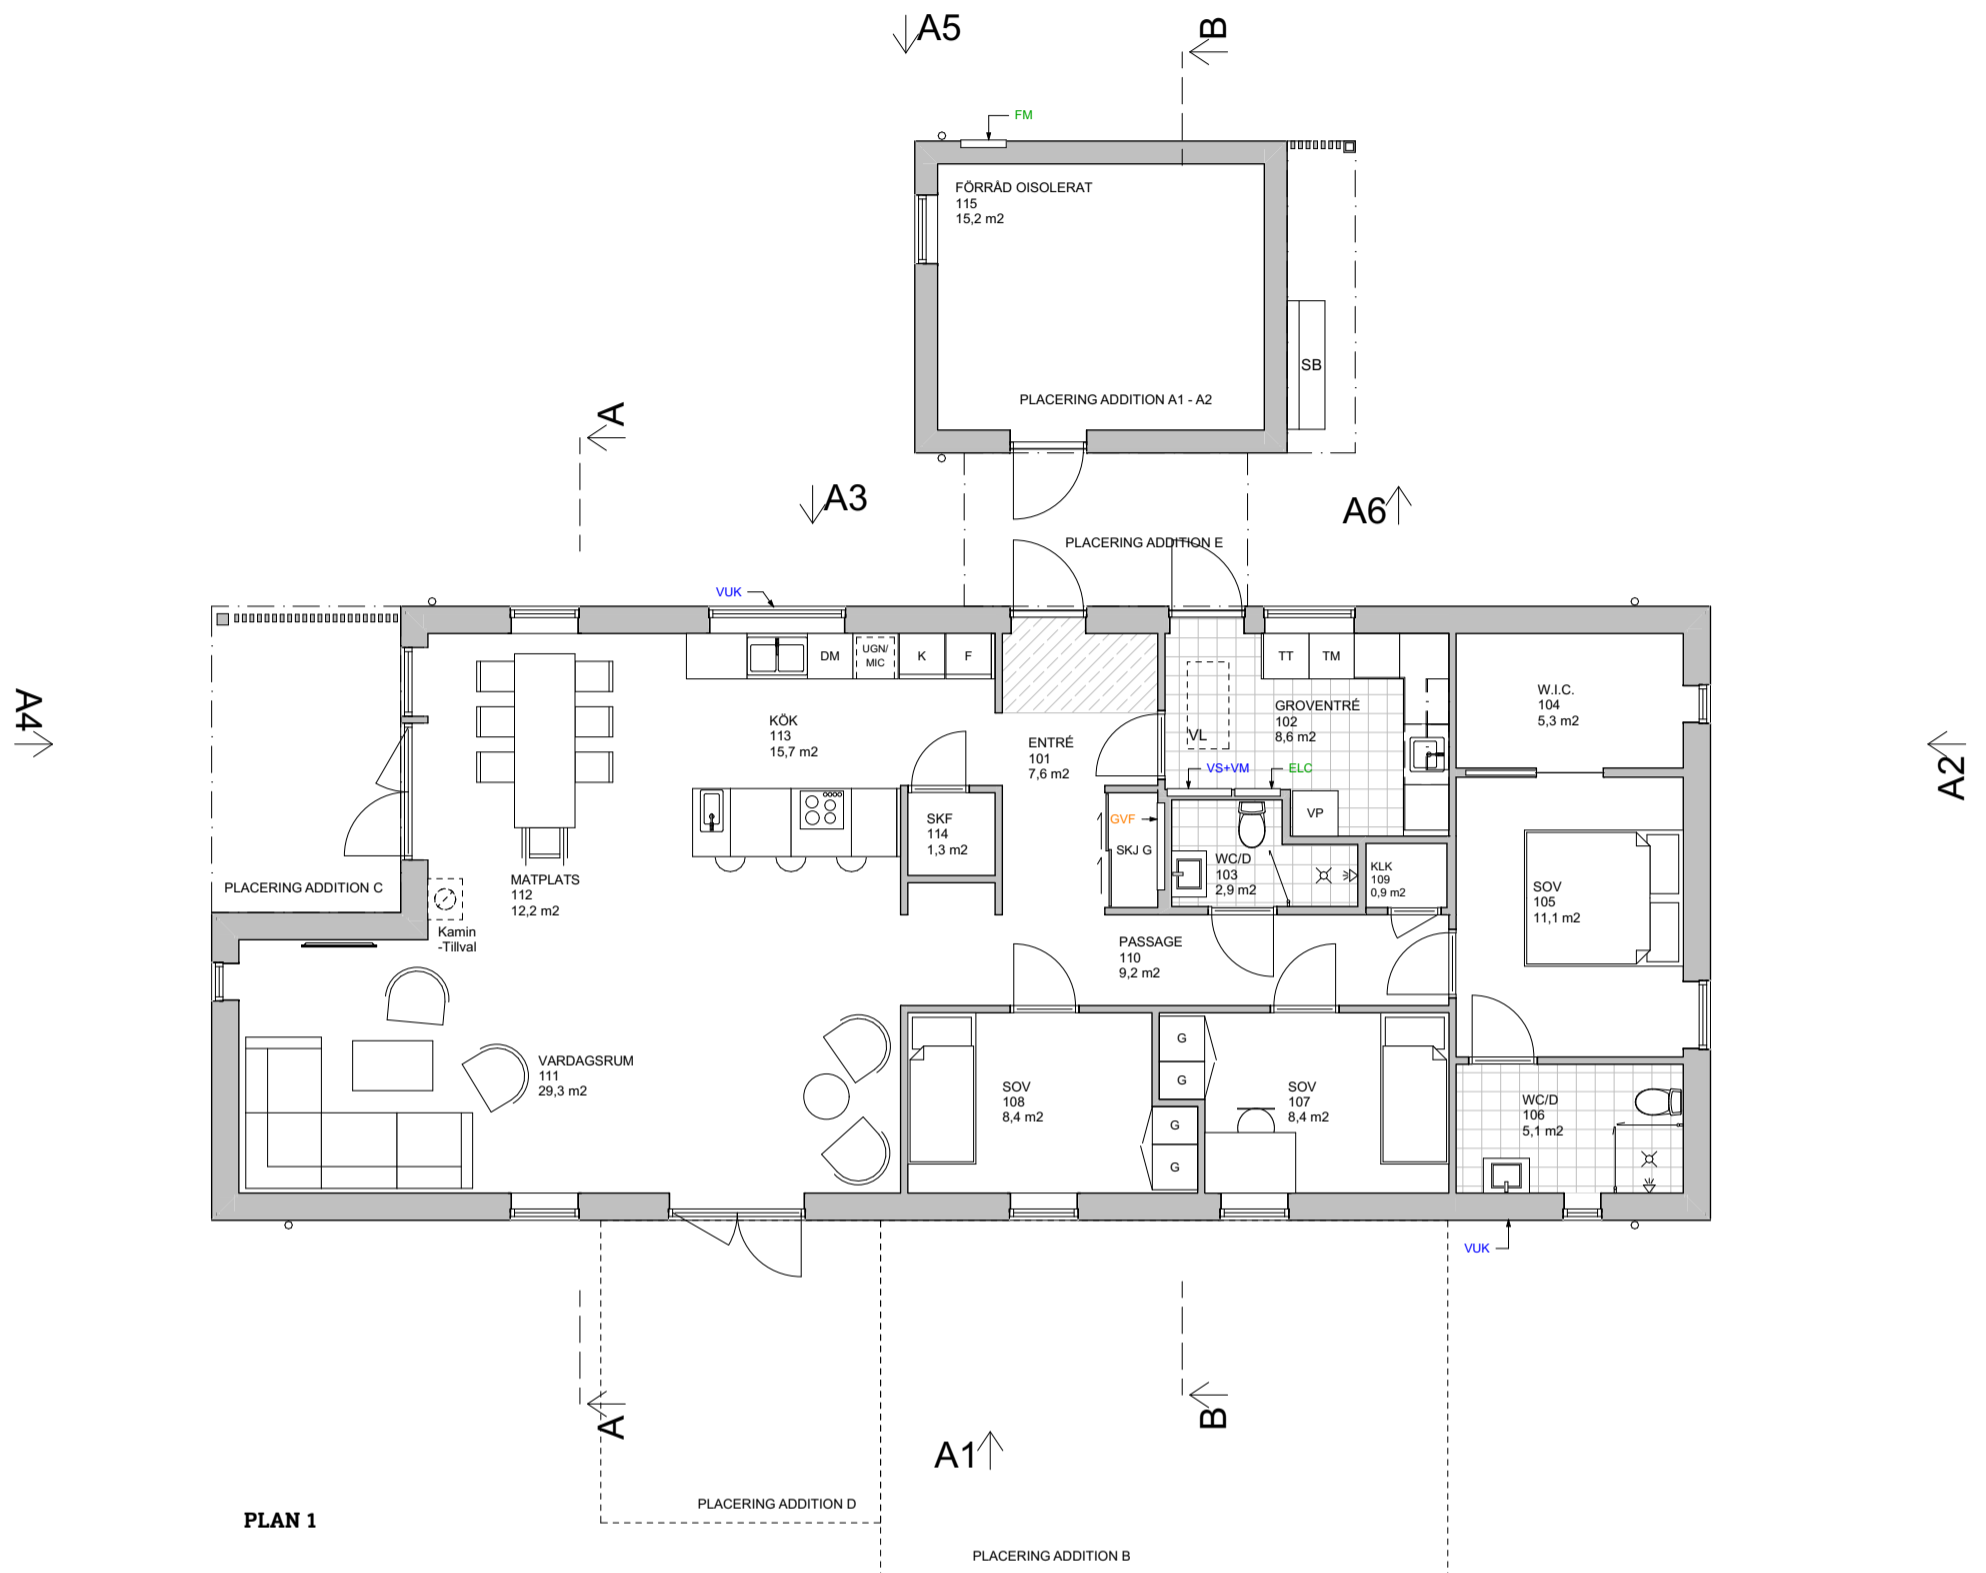 A5
B
FM
FÖRRÅD OISOLERAT
115
15,2 m2
SB
PLACERING ADDITION A1 - A2
A
A3
A6
PLACERING ADDITION E
VUK
A4
A2
DM
UGN/
MIC
K
F
TT
TM
W.I.C.
104
5,3 m2
KÖK
113
15,7 m2
ENTRÉ
101
7,6 m2
GROVENTRÉ
102
8,6 m2
VL
VS+VM
ELC
VP
GVF
SKJ G
SKF
114
1,3 m2
WC/D
103
2,9 m2
KLK
109
0,9 m2
SOV
105
11,1 m2
PLACERING ADDITION C
MATPLATS
112
12,2 m2
Kamin
-Tillval
PASSAGE
110
9,2 m2
VARDAGSRUM
111
29,3 m2
SOV
108
8,4 m2
G
G
G
G
SOV
107
8,4 m2
WC/D
106
5,1 m2
VUK
A
B
A1
PLACERING ADDITION D
PLAN 1
PLACERING ADDITION B